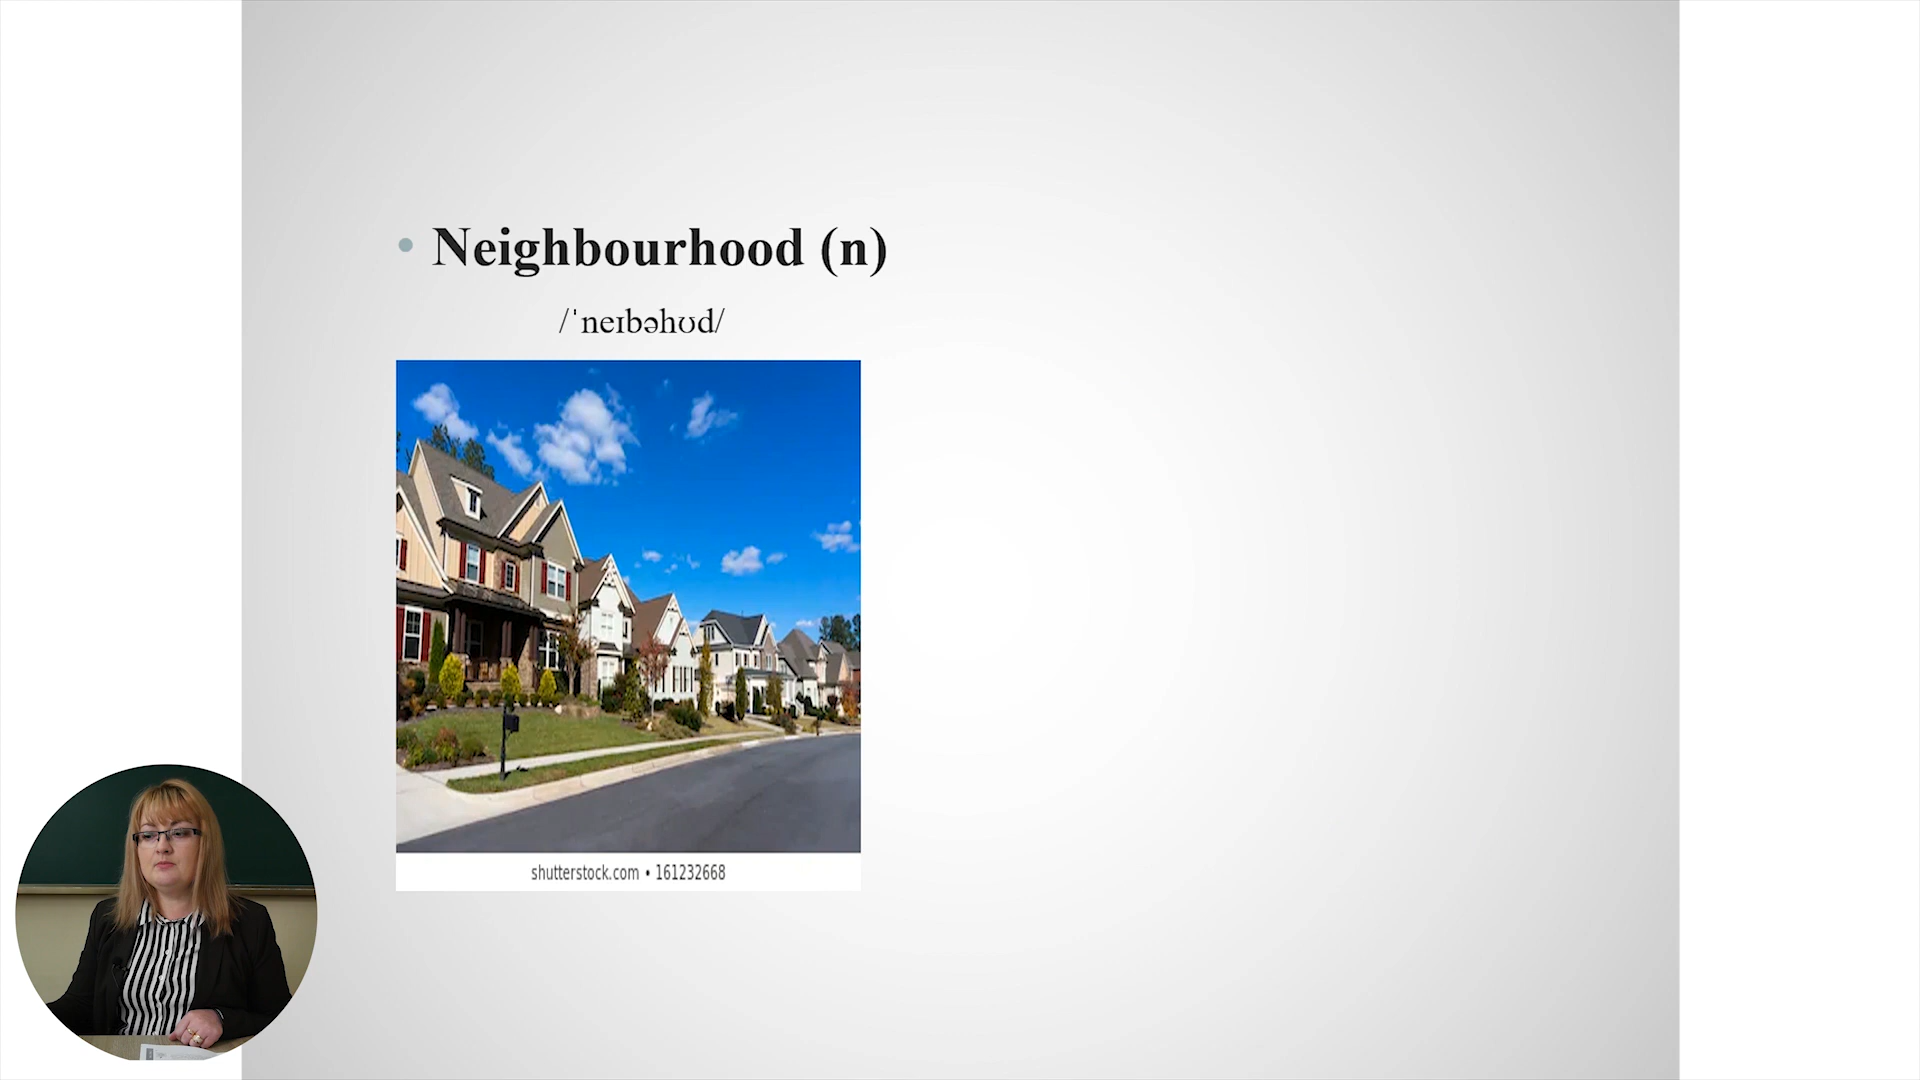 • Neighbourhood (n)
/ˈneɪbəhʊd/
shutterstock.com • 161232668